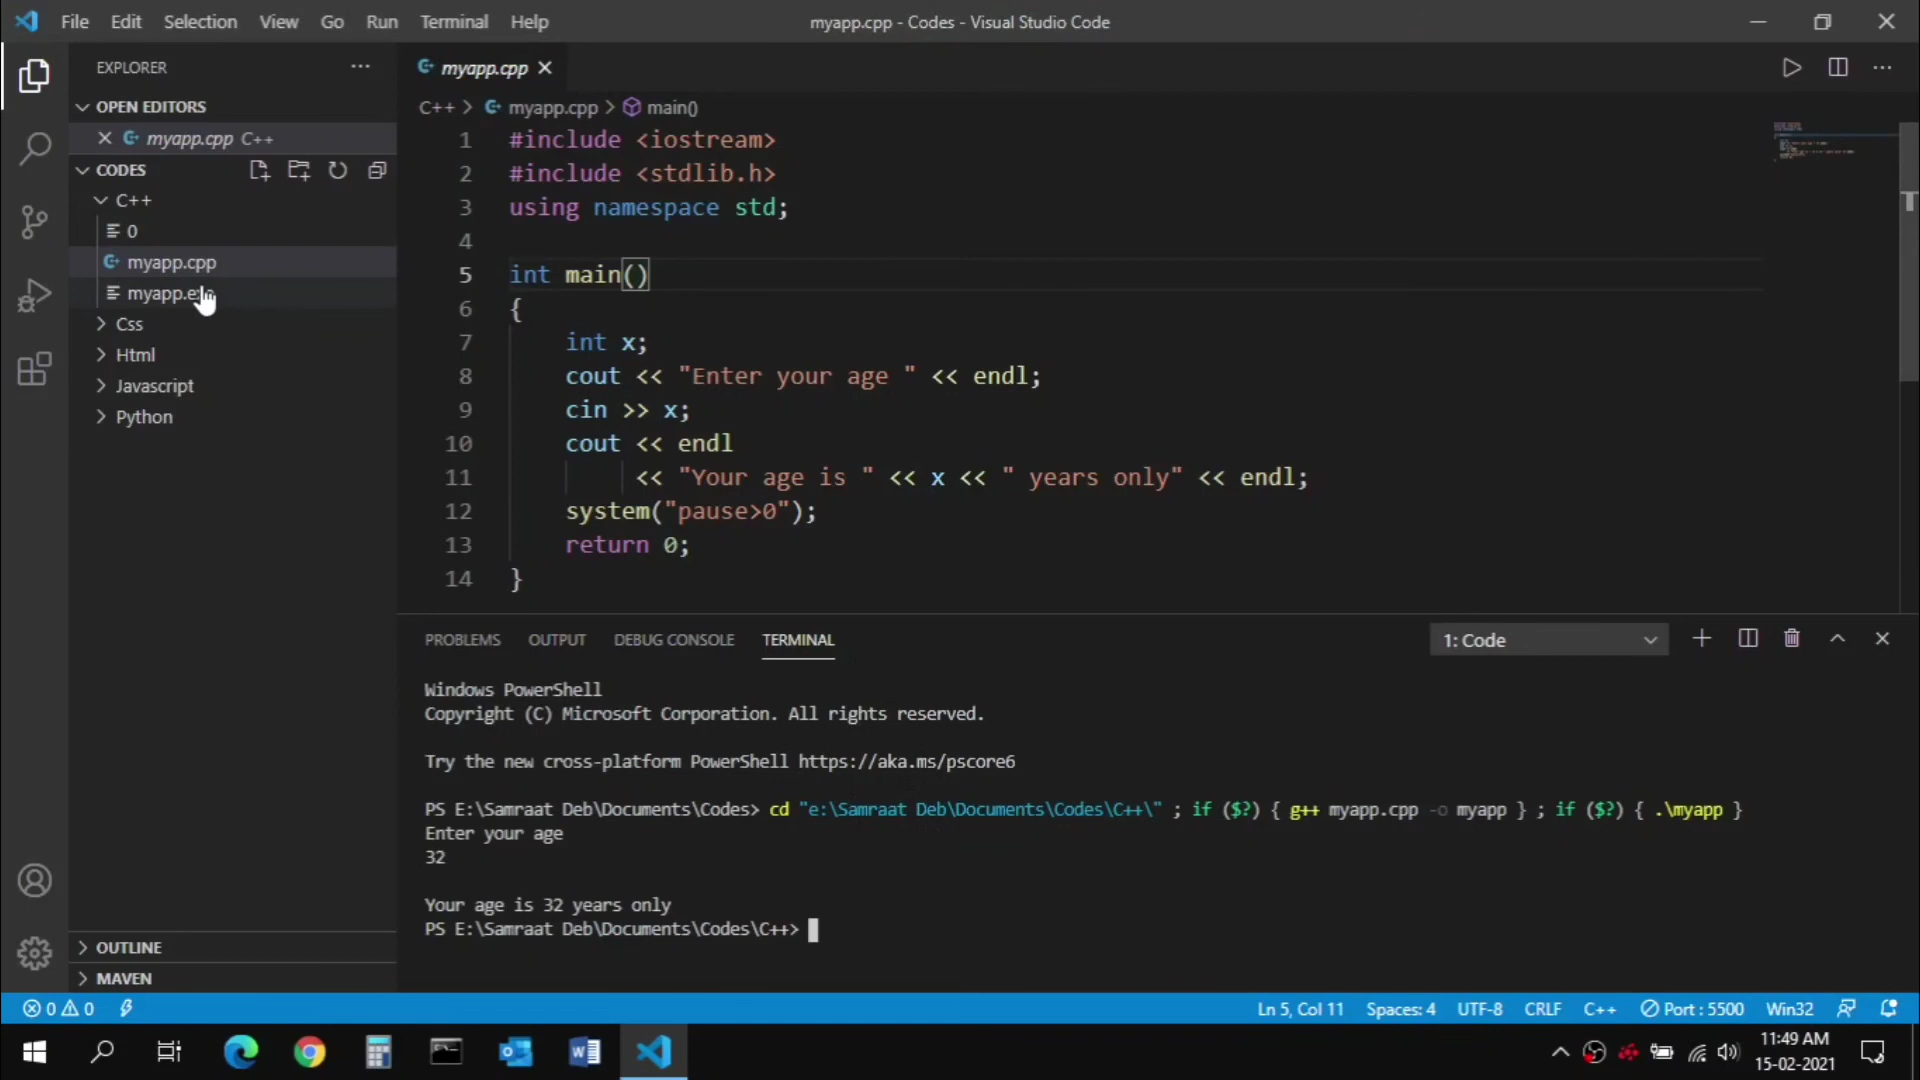 File Edit Selection View Go Run Terminal Help
myapp.cpp - Codes - Visual Studio Code
EXPLORER
OPEN EDITORS
myapp.cpp C++
CODES
C++
0
myapp.cpp
Css
Html
Javascript
Python
OUTLINE
MAVEN
myapp.cpp
C++ > myapp.cpp > main()
1 #include <iostream>
2 #include <stdlib.h>
3 using namespace std;
4
5 int main()
6 {
7 int x;
8 cout << "Enter your age " << endl;
9 cin >> x;
10 cout << endl
11 << "Your age is " << x << " years only" << endl;
12 system("pause>0");
13 return 0;
14 }
PROBLEMS OUTPUT DEBUG CONSOLE TERMINAL
1: Code
Windows PowerShell
Copyright (C) Microsoft Corporation. All rights reserved.
Try the new cross-platform PowerShell https://aka.ms/pscore6
PS E:\Samraat Deb\Documents\Codes> cd "e:\Samraat Deb\Documents\Codes\C++\" ; if ($?) { g++ myapp.cpp -o myapp } ; if ($?) { .\myapp }
Enter your age
32
Your age is 32 years only
PS E:\Samraat Deb\Documents\Codes\C++>
0 0
Ln 5, Col 11 Spaces: 4 UTF-8 CRLF C++ Port : 5500 Win32
11:49 AM
15-02-2021